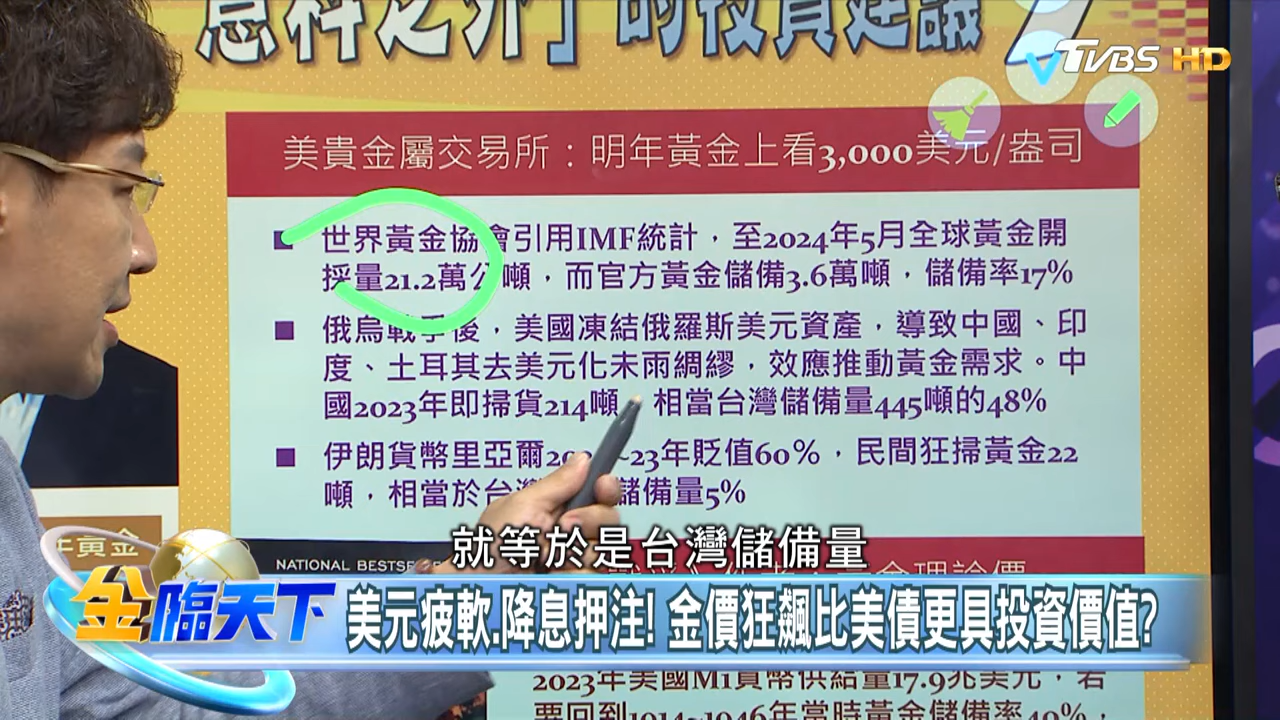 意料之外」的投資建議?
TVBS HD
美貴金屬交易所：明年黃金上看3,000美元/盎司
世界黃金協會引用IMF統計，至2024年5月全球黃金開
採量21.2萬公噸，而官方黃金儲備3.6萬噸，儲備率17%
俄烏戰爭後，美國凍結俄羅斯美元資產，導致中國、印
度、土耳其去美元化未雨綢繆，效應推動黃金需求。中
國2023年即掃貨214噸，相當台灣儲備量445噸的48%
伊朗貨幣里亞爾202 ~23年貶值60%，民間狂掃黃金22
噸，相當於台 儲備量5%
就等於是台灣儲備量
黃金
NATIONAL BESTSE
金臨天下
美元疲軟.降息押注! 金價狂飆比美債更具投資價值?
2023年美國M1貨幣供給量17.9兆美元，若
要回到1914~1946年當時黃金儲備率40%，